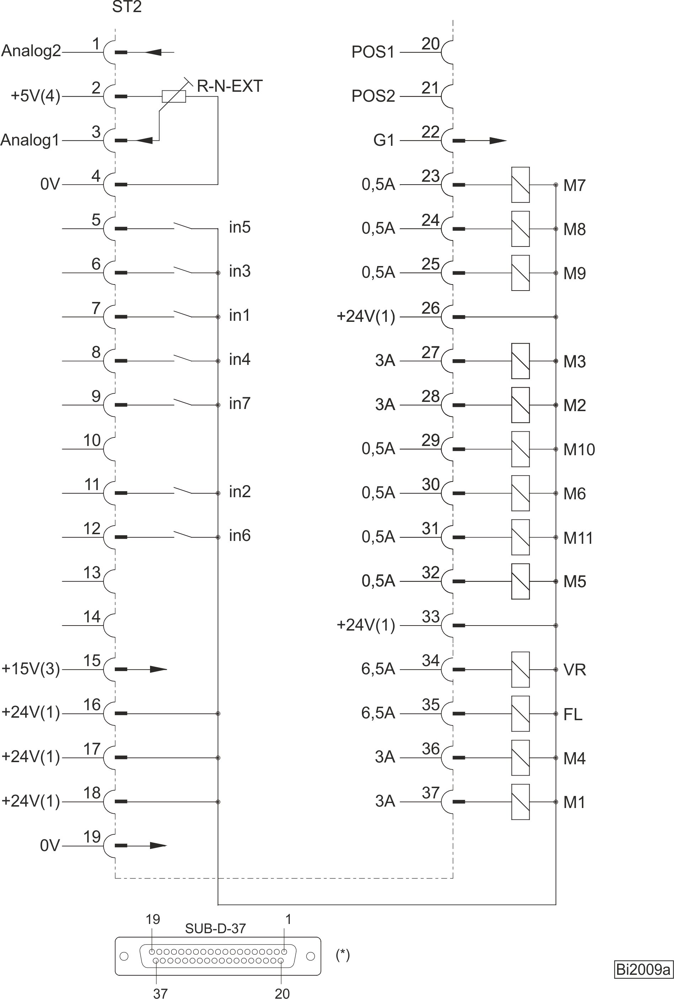 ST2
Analog2 1
+5V(4) 2 R-N-EXT
Analog1 3
0V 4
5 in5
6 in3
7 in1
8 in4
9 in7
10
11 in2
12 in6
13
14
+15V(3) 15
+24V(1) 16
+24V(1) 17
+24V(1) 18
0V 19
POS1 20
POS2 21
G1 22
0,5A 23 M7
0,5A 24 M8
0,5A 25 M9
+24V(1) 26
3A 27 M3
3A 28 M2
0,5A 29 M10
0,5A 30 M6
0,5A 31 M11
0,5A 32 M5
+24V(1) 33
6,5A 34 VR
6,5A 35 FL
3A 36 M4
3A 37 M1
19 1
SUB-D-37
(*)
37 20
Bi2009a